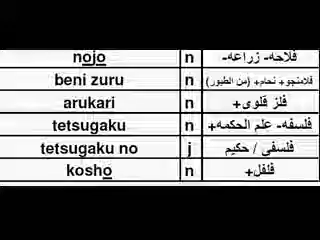 nojo n فلاحه- زراعه-
beni zuru n فلامنجو+ نحام+ (من الطيور)
arukari n فلز قلوى+
tetsugaku n فلسفه- علم الحكمه+
tetsugaku no j فلسفى / حكيم
kosho n فلفل+